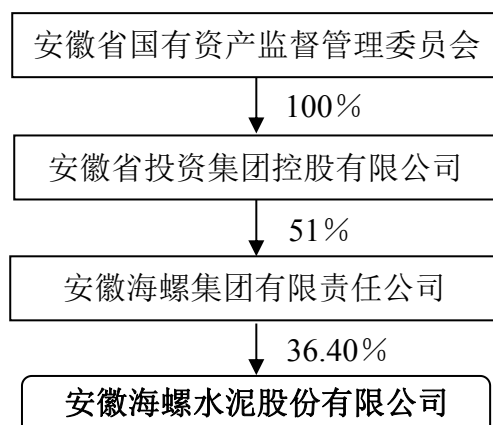 安徽省国有资产监督管理委员会
100％
安徽省投资集团控股有限公司
51％
安徽海螺集团有限责任公司
36.40％
安徽海螺水泥股份有限公司